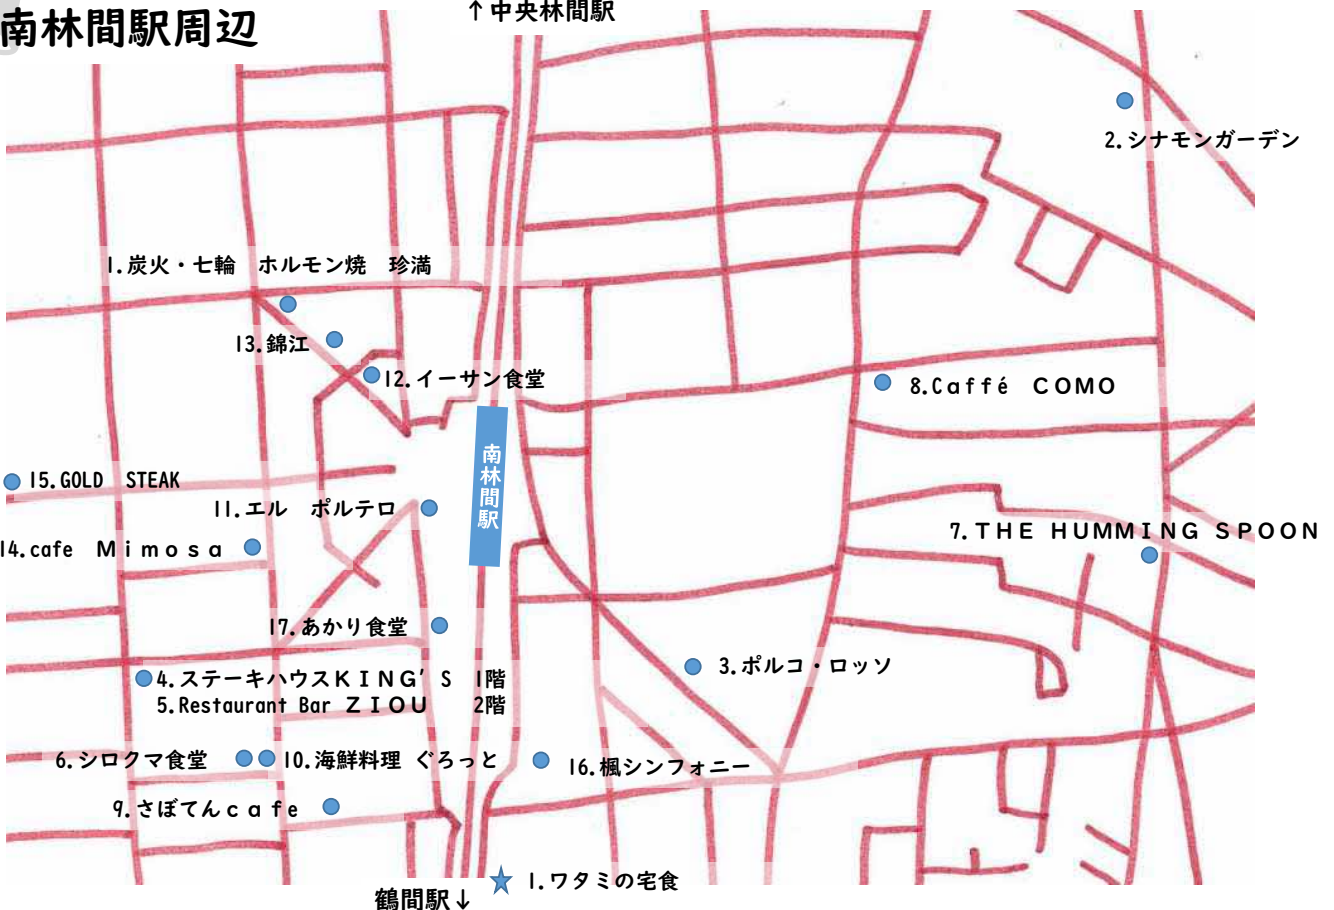 ↑中央林間駅
南林間駅周辺
2.シナモンガーデン
1.炭火・七輪　ホルモン焼　珍満
13.錦江
12.イーサン食堂
8.Caffé　ＣＯＭＯ
南林間駅
15.GOLD　STEAK
11.エル　ポルテロ
7.ＴＨＥ ＨＵＭＭＩＮＧ ＳＰＯＯＮ
14.cafe　Ｍｉｍｏｓａ
17.あかり食堂
3.ポルコ・ロッソ
4.ステーキハウスＫＩＮＧ’Ｓ　1階
5.Restaurant Bar ＺＩＯＵ　　2階
6.シロクマ食堂
10.海鮮料理 ぐろっと
16.楓シンフォニー
9.さぼてんｃａｆｅ
1.ワタミの宅食
鶴間駅↓